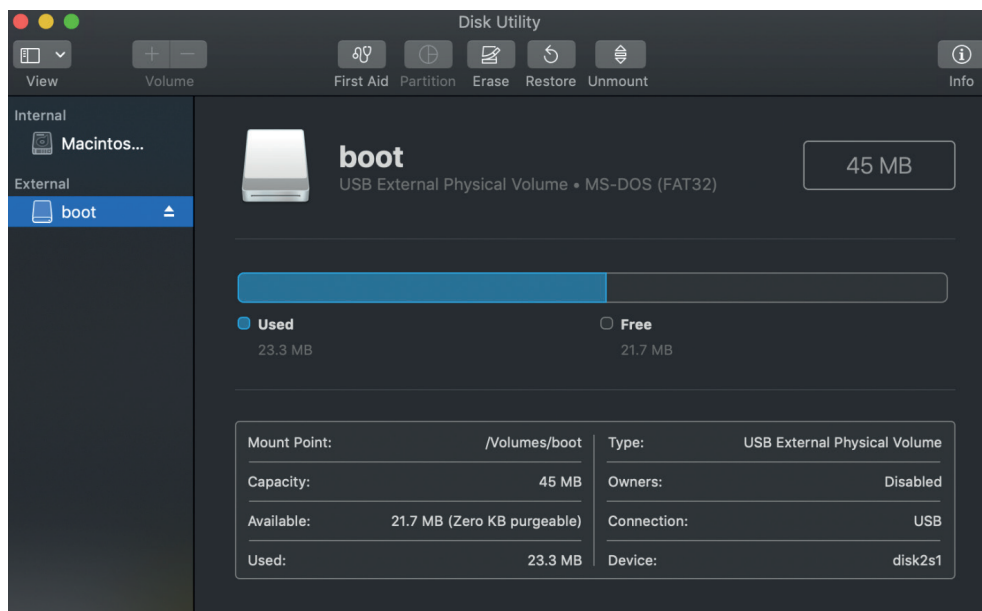 Disk Utility
View
Volume
First Aid
Partition
Erase
Restore
Unmount
Info
Internal
Macintos...
External
boot
boot
USB External Physical Volume • MS-DOS (FAT32)
45 MB
Used
23.3 MB
Free
21.7 MB
Mount Point: /Volumes/boot
Type: USB External Physical Volume
Capacity: 45 MB
Owners: Disabled
Available: 21.7 MB (Zero KB purgeable)
Connection: USB
Used: 23.3 MB
Device: disk2s1